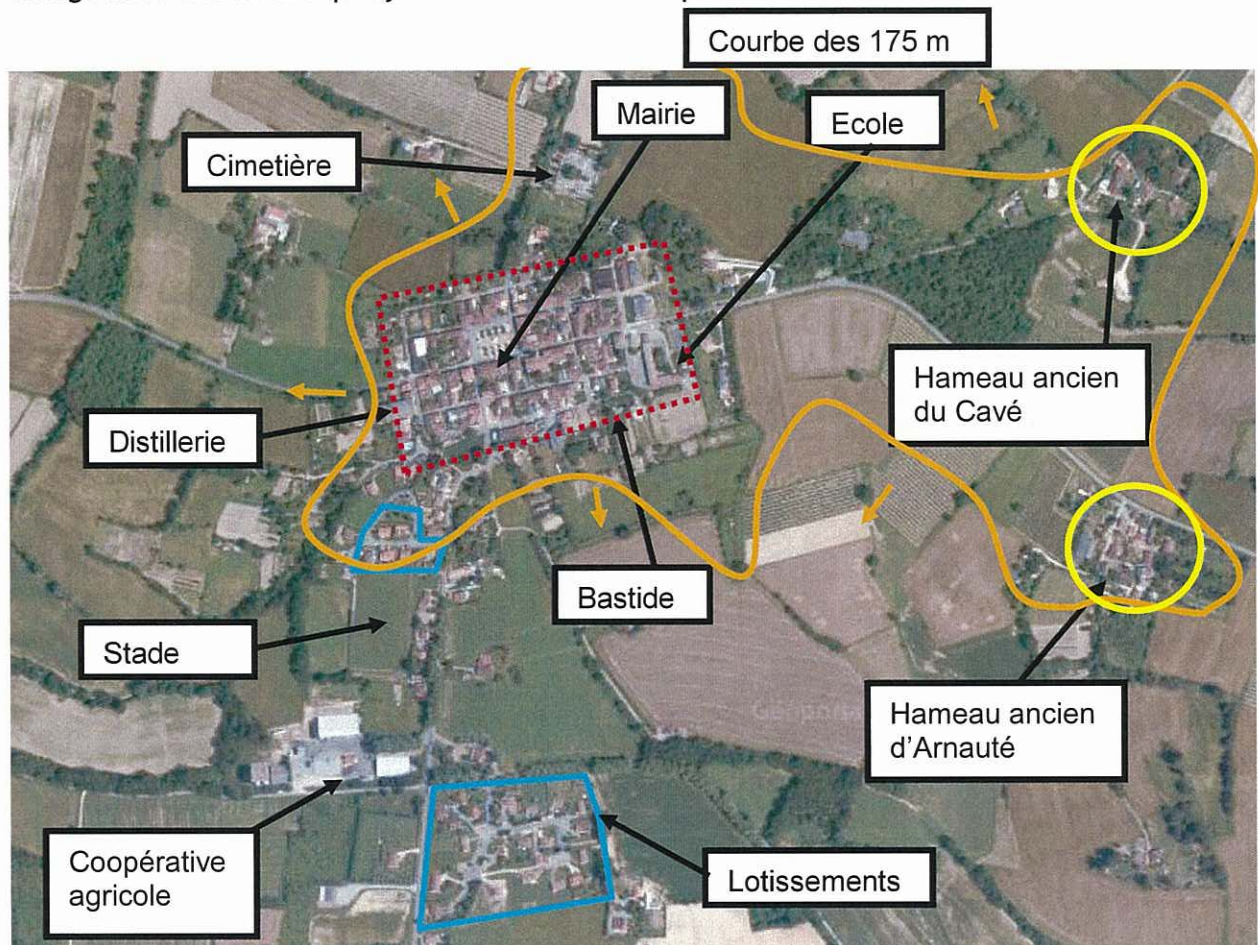 Courbe des 175 m
Mairie
Ecole
Cimetière
Hameau ancien
du Cavé
Distillerie
Bastide
Stade
Hameau ancien
d'Arnauté
Coopérative
agricole
Lotissements